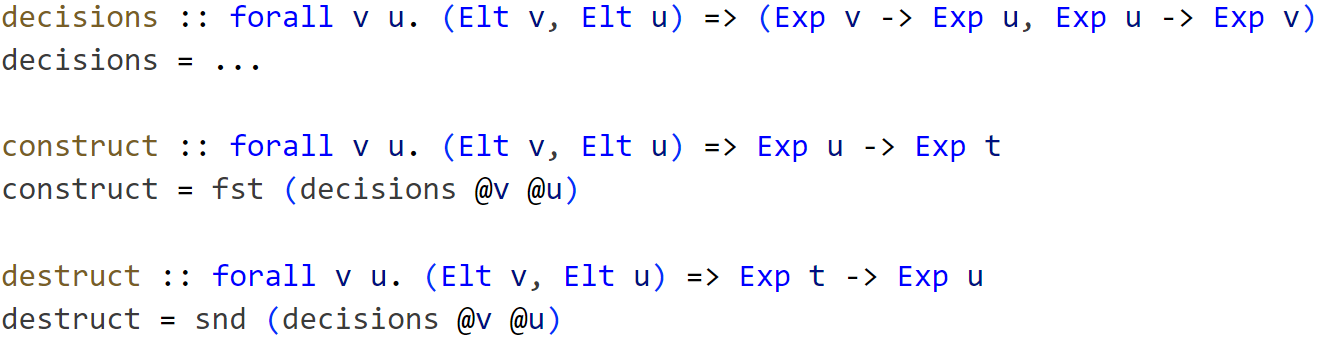 decisions :: forall v u. (Elt v, Elt u) => (Exp v -> Exp u, Exp u -> Exp v)
decisions = ...
construct :: forall v u. (Elt v, Elt u) => Exp u -> Exp t
construct = fst (decisions @v @u)
destruct :: forall v u. (Elt v, Elt u) => Exp t -> Exp u
destruct = snd (decisions @v @u)